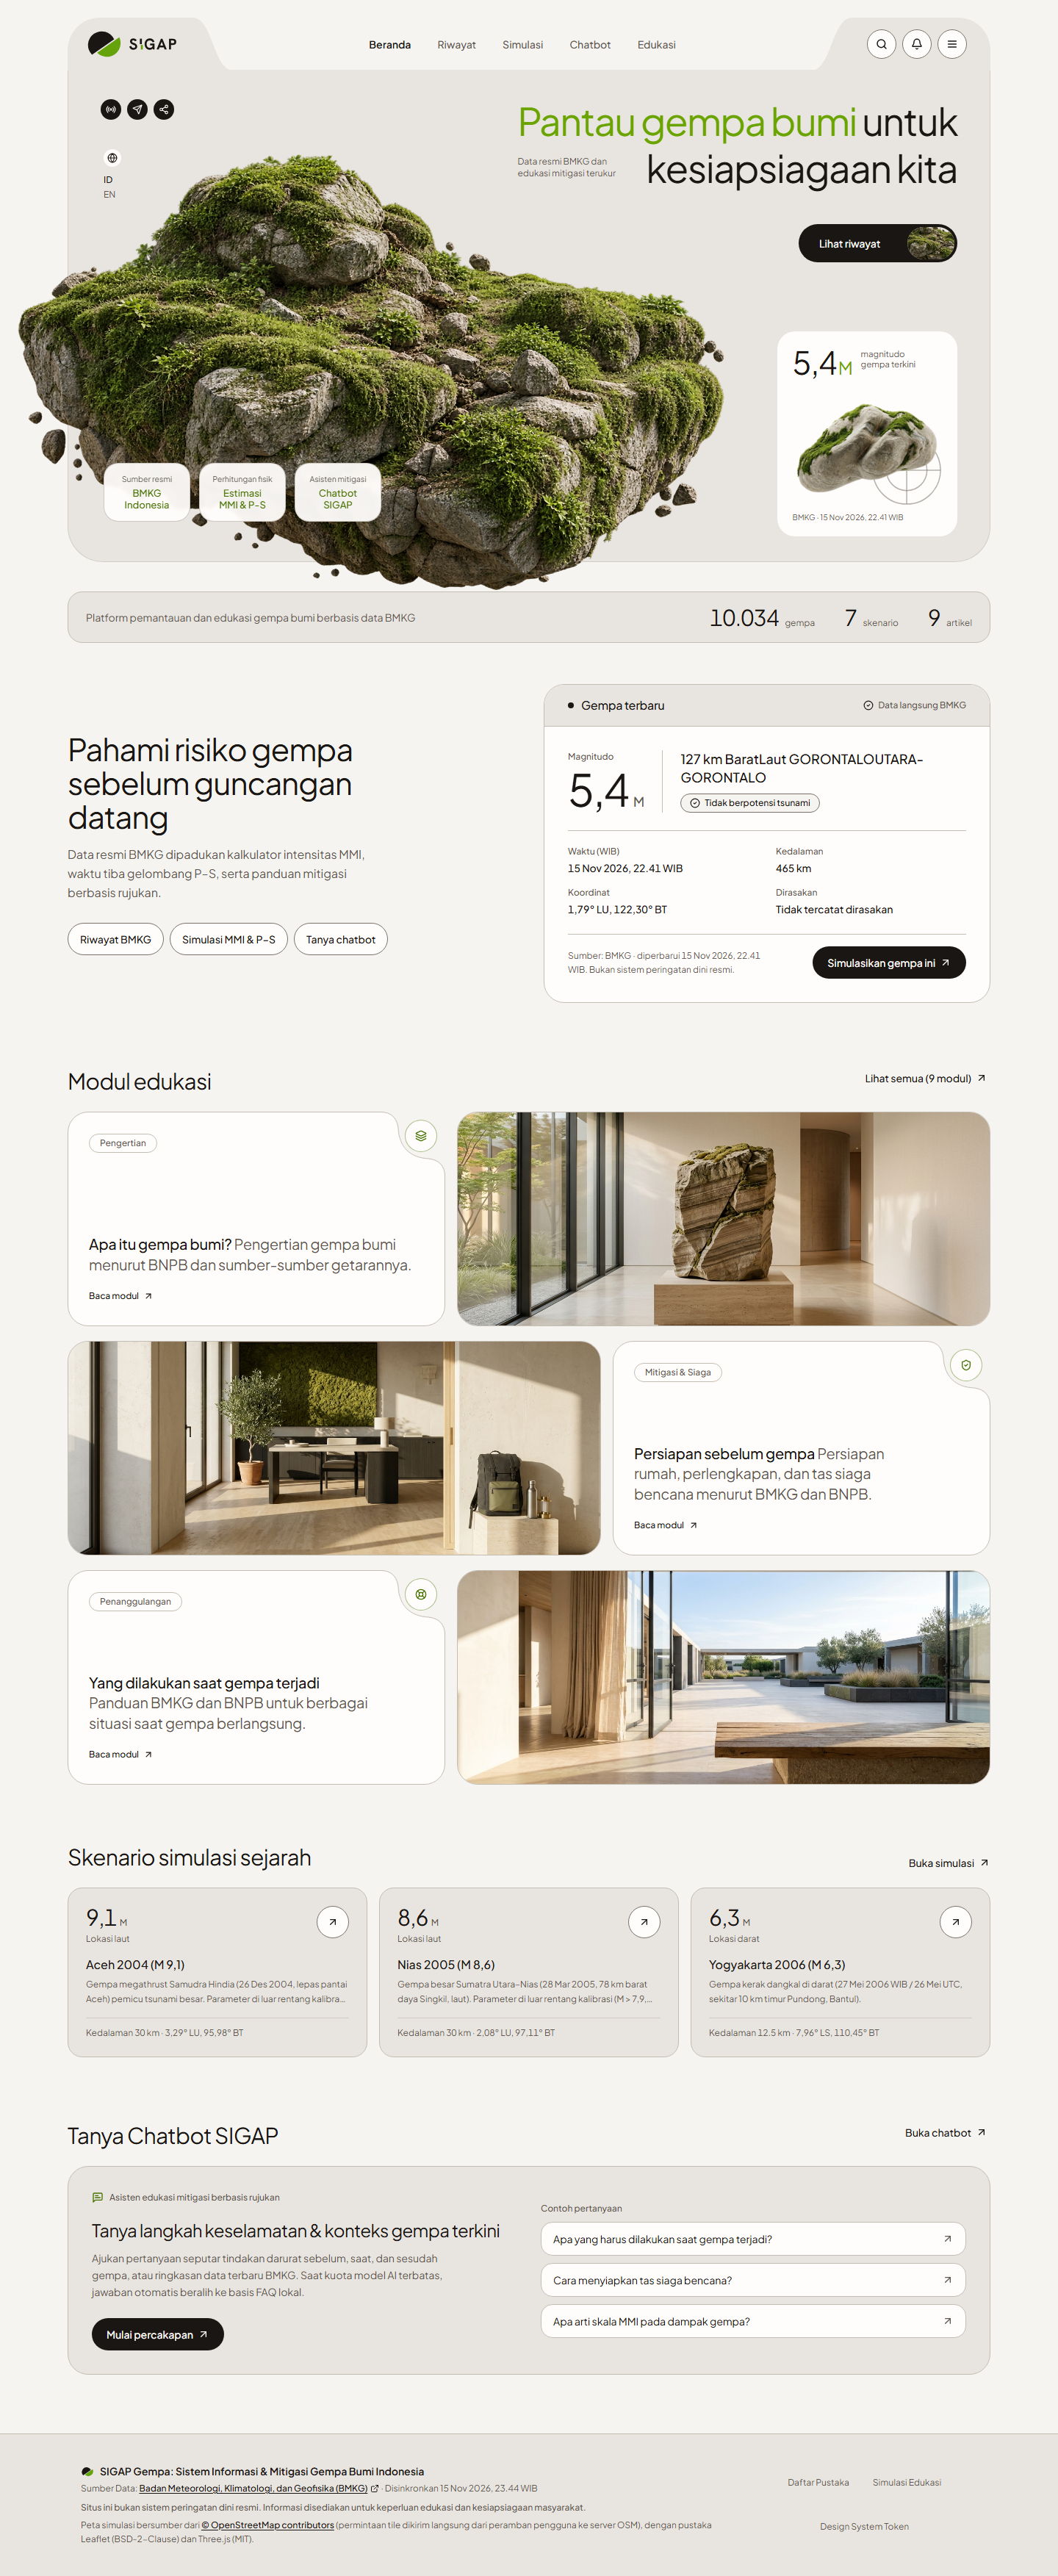 SIGAP
Beranda
Riwayat
Simulasi
Chatbot
Edukasi
Pantau gempa bumi untuk
kesiapsiagaan kita
Data resmi BMKG dan
edukasi mitigasi terukur
ID
EN
Lihat riwayat
5,4M
magnitudo
gempa terkini
BMKG · 15 Nov 2026, 22.41 WIB
Sumber resmi
BMKG
Indonesia
Perhitungan fisik
Estimasi
MMI & P–S
Asisten mitigasi
Chatbot
SIGAP
Platform pemantauan dan edukasi gempa bumi berbasis data BMKG
10.034 gempa
7 skenario
9 artikel
Pahami risiko gempa
sebelum guncangan
datang
Data resmi BMKG dipadukan kalkulator intensitas MMI,
waktu tiba gelombang P–S, serta panduan mitigasi
berbasis rujukan.
Riwayat BMKG
Simulasi MMI & P–S
Tanya chatbot
Gempa terbaru
Data langsung BMKG
Magnitudo
5,4 M
127 km BaratLaut GORONTALOUTARA-
GORONTALO
Tidak berpotensi tsunami
Waktu (WIB)
15 Nov 2026, 22.41 WIB
Kedalaman
465 km
Koordinat
1,79° LU, 122,30° BT
Dirasakan
Tidak tercatat dirasakan
Sumber: BMKG · diperbarui 15 Nov 2026, 22.41
WIB. Bukan sistem peringatan dini resmi.
Simulasikan gempa ini
Modul edukasi
Lihat semua (9 modul)
Pengertian
Apa itu gempa bumi? Pengertian gempa bumi
menurut BNPB dan sumber-sumber getarannya.
Baca modul
Mitigasi & Siaga
Persiapan sebelum gempa Persiapan
rumah, perlengkapan, dan tas siaga
bencana menurut BMKG dan BNPB.
Baca modul
Penanggulangan
Yang dilakukan saat gempa terjadi
Panduan BMKG dan BNPB untuk berbagai
situasi saat gempa berlangsung.
Baca modul
Skenario simulasi sejarah
Buka simulasi
9,1 M
Lokasi laut
Aceh 2004 (M 9,1)
Gempa megathrust Samudra Hindia (26 Des 2004, lepas pantai
Aceh) pemicu tsunami besar. Parameter di luar rentang kalibra...
Kedalaman 30 km · 3,29° LU, 95,98° BT
8,6 M
Lokasi laut
Nias 2005 (M 8,6)
Gempa besar Sumatra Utara–Nias (28 Mar 2005, 78 km barat
daya Singkil, laut). Parameter di luar rentang kalibrasi (M > 7,9,...
Kedalaman 30 km · 2,08° LU, 97,11° BT
6,3 M
Lokasi darat
Yogyakarta 2006 (M 6,3)
Gempa kerak dangkal di darat (27 Mei 2006 WIB / 26 Mei UTC,
sekitar 10 km timur Pundong, Bantul).
Kedalaman 12.5 km · 7,96° LS, 110,45° BT
Tanya Chatbot SIGAP
Buka chatbot
Asisten edukasi mitigasi berbasis rujukan
Tanya langkah keselamatan & konteks gempa terkini
Ajukan pertanyaan seputar tindakan darurat sebelum, saat, dan sesudah
gempa, atau ringkasan data terbaru BMKG. Saat kuota model AI terbatas,
jawaban otomatis beralih ke basis FAQ lokal.
Mulai percakapan
Contoh pertanyaan
Apa yang harus dilakukan saat gempa terjadi?
Cara menyiapkan tas siaga bencana?
Apa arti skala MMI pada dampak gempa?
SIGAP Gempa: Sistem Informasi & Mitigasi Gempa Bumi Indonesia
Sumber Data: Badan Meteorologi, Klimatologi, dan Geofisika (BMKG) · Disinkronkan 15 Nov 2026, 23.44 WIB
Situs ini bukan sistem peringatan dini resmi. Informasi disediakan untuk keperluan edukasi dan kesiapsiagaan masyarakat.
Peta simulasi bersumber dari © OpenStreetMap contributors (permintaan tile dikirim langsung dari peramban pengguna ke server OSM), dengan pustaka
Leaflet (BSD-2-Clause) dan Three.js (MIT).
Daftar Pustaka
Simulasi Edukasi
Design System Token